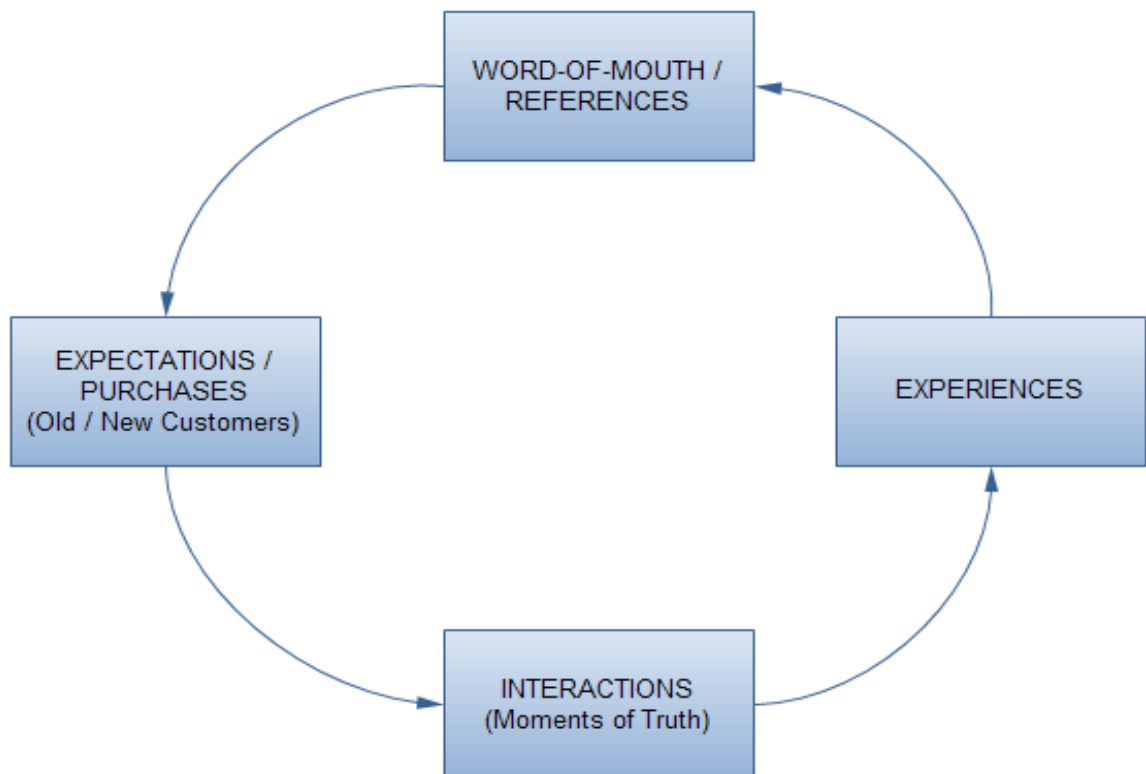 WORD-OF-MOUTH /
REFERENCES
EXPECTATIONS /
PURCHASES
(Old / New Customers)
EXPERIENCES
INTERACTIONS
(Moments of Truth)